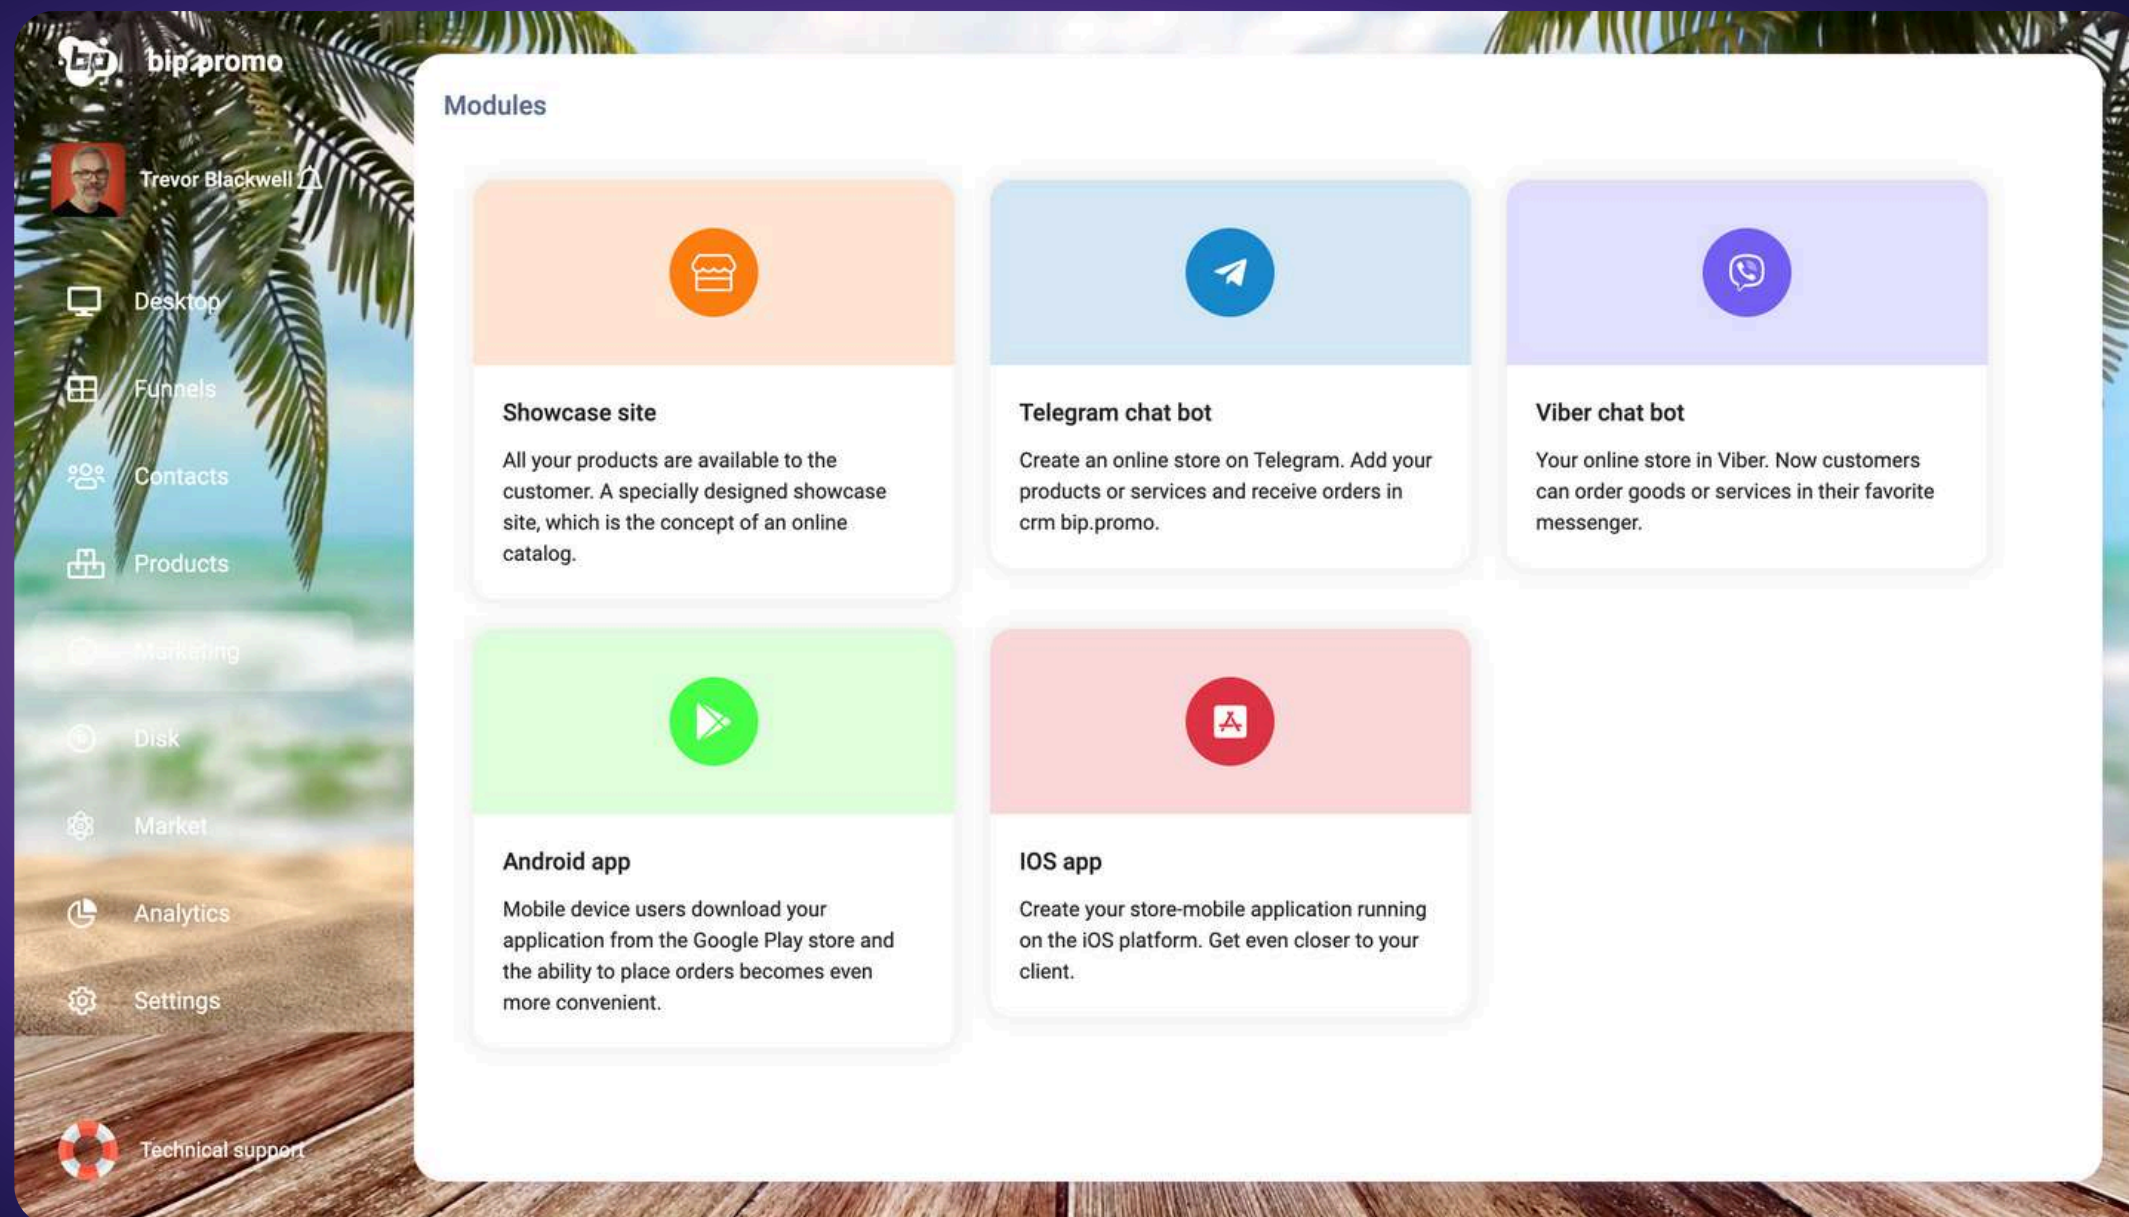 bp
bip.promo
Trevor Blackwell
Desktop
Funnels
Contacts
Products
Marketing
Disk
Market
Analytics
Settings
Technical support
Modules
Showcase site
All your products are available to the
customer. A specially designed showcase
site, which is the concept of an online
catalog.
Telegram chat bot
Create an online store on Telegram. Add your
products or services and receive orders in
crm bip.promo.
Viber chat bot
Your online store in Viber. Now customers
can order goods or services in their favorite
messenger.
Android app
Mobile device users download your
application from the Google Play store and
the ability to place orders becomes even
more convenient.
IOS app
Create your store-mobile application running
on the iOS platform. Get even closer to your
client.